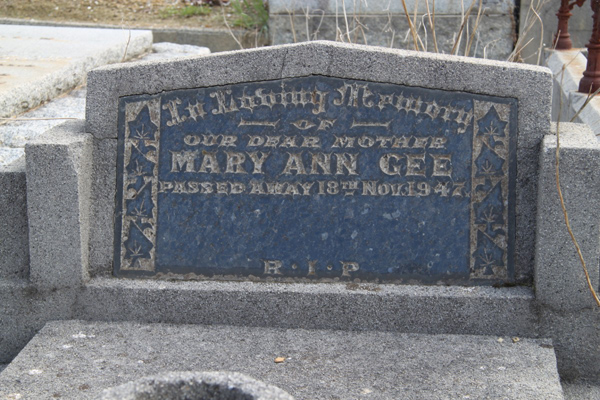 In Loving Memory
OF
OUR DEAR MOTHER
MARY ANN GEE
PASSED AWAY 18TH NOV. 1947.
R. I. P